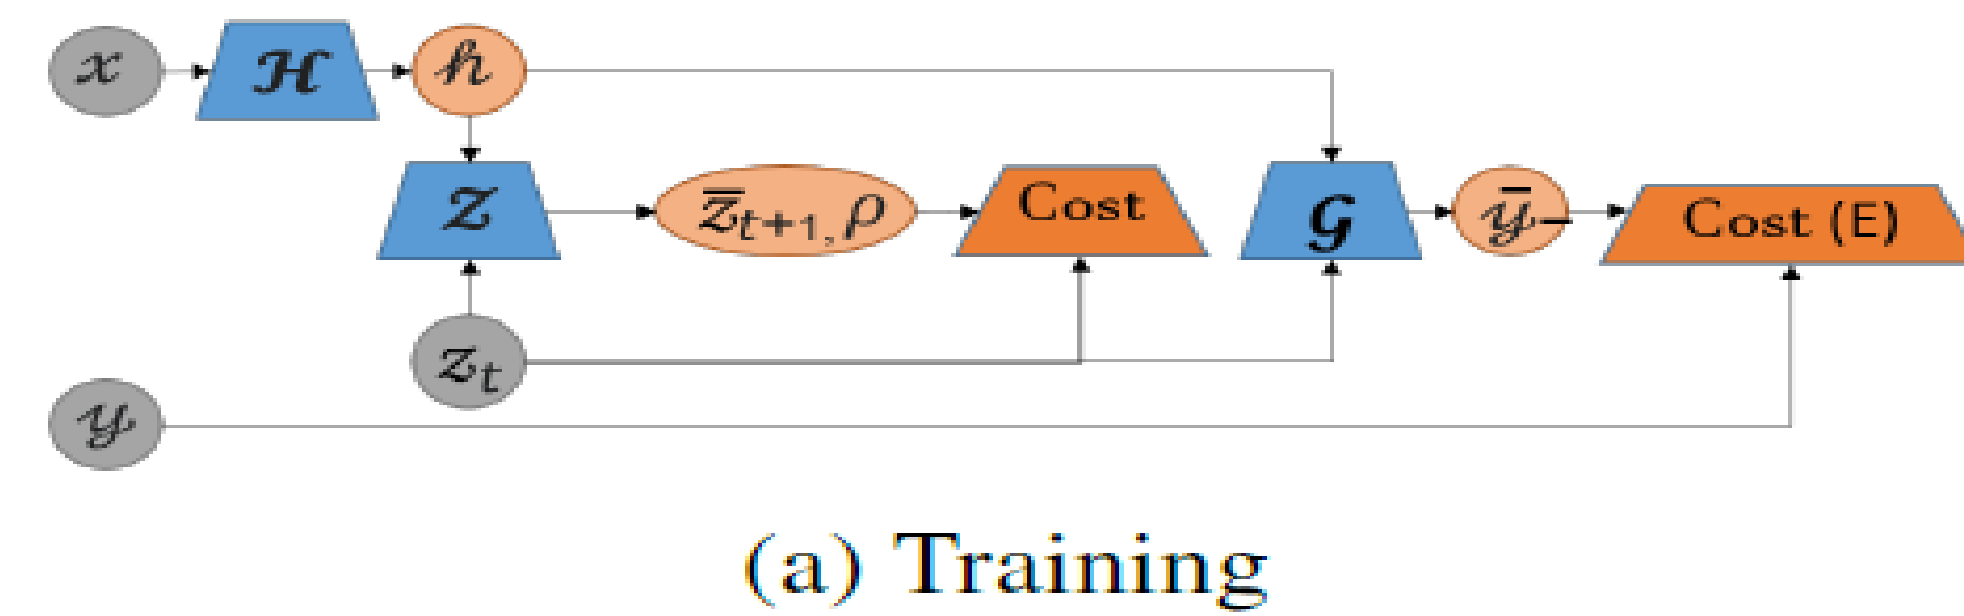 x H h
Z z̄t+1, ρ Cost G ȳ Cost (E)
zt
y
(a) Training